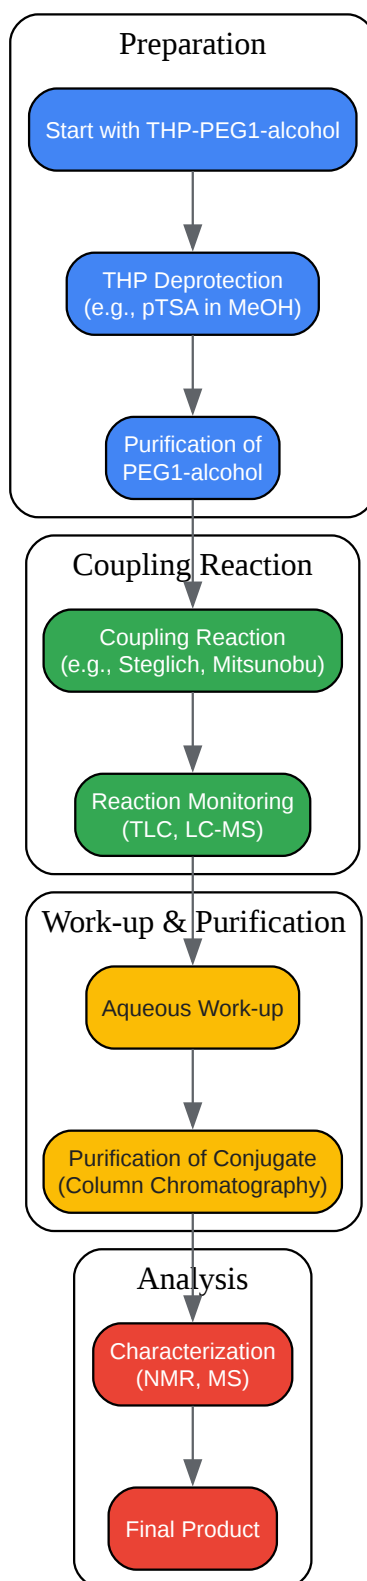 Preparation
Start with THP-PEG1-alcohol
THP Deprotection
(e.g., pTSA in MeOH)
Purification of
PEG1-alcohol
Coupling Reaction
Coupling Reaction
(e.g., Steglich, Mitsunobu)
Reaction Monitoring
(TLC, LC-MS)
Work-up & Purification
Aqueous Work-up
Purification of Conjugate
(Column Chromatography)
Analysis
Characterization
(NMR, MS)
Final Product